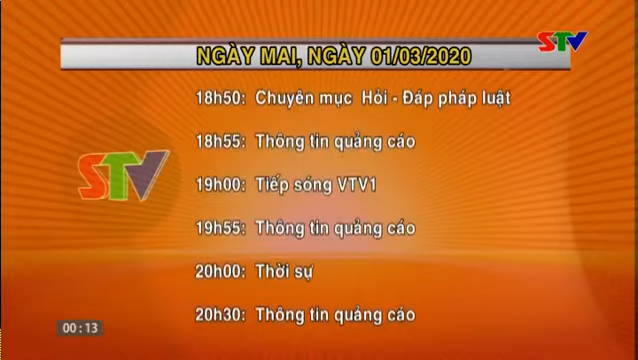 STV
NGÀY MAI, NGÀY 01/03/2020
18h50: Chuyên mục Hỏi - Đáp pháp luật
18h55: Thông tin quảng cáo
STV
19h00: Tiếp sóng VTV1
19h55: Thông tin quảng cáo
20h00: Thời sự
20h30: Thông tin quảng cáo
00:13